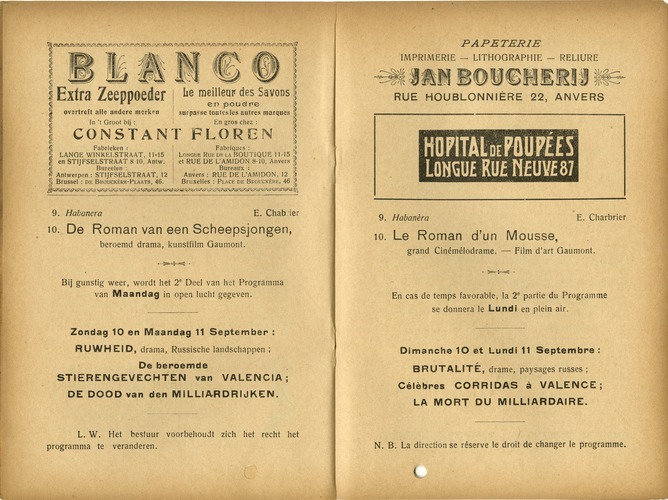 BLANCO
Extra Zeeppoeder
overtreft alle andere merken
In 't Groot bij :
Le meilleur des Savons
en poudre
surpasse toutes les autres marques
En gros chez :
CONSTANT FLOREN
Fabrieken :
LANGE WINKELSTRAAT, 11-15
en STIJFSELSTRAAT 8-10, Antw.
Bureelen :
Antwerpen : STIJFSELSTRAAT, 12
Brussel : DE BROUCKÈRE-PLAATS, 46.
Fabriques :
LONGUE RUE DE LA BOUTIQUE 11-15
et RUE DE L'AMIDON 8-10, Anvers
Bureaux :
Anvers : RUE DE L'AMIDON, 12
Bruxelles : PLACE DE BROUCKÈRE, 46
9. Habanera E. Chabrier
10. De Roman van een Scheepsjongen,
beroemd drama, kunstfilm Gaumont.
Bij gunstig weer, wordt het 2e Deel van het Programma
van Maandag in open lucht gegeven.
Zondag 10 en Maandag 11 September :
RUWHEID, drama, Russische landschappen ;
De beroemde
STIERENGEVECHTEN van VALENCIA ;
DE DOOD van den MILLIARDRIJKEN.
L. W. Het bestuur voorbehoudt zich het recht het
programma te veranderen.
PAPETERIE
IMPRIMERIE — LITHOGRAPHIE — RELIURE
JAN BOUCHERIJ
RUE HOUBLONNIÈRE 22, ANVERS
HOPITAL DE POUPÉES
LONGUE RUE NEUVE 87
9. Habanèra E. Charbrier
10. Le Roman d'un Mousse,
grand Cinémélodrame. — Film d'art Gaumont.
En cas de temps favorable, la 2e partie du Programme
se donnera le Lundi en plein air.
Dimanche 10 et Lundi 11 Septembre :
BRUTALITÉ, drame, paysages russes ;
Célèbres CORRIDAS à VALENCE ;
LA MORT DU MILLIARDAIRE.
N. B. La direction se réserve le droit de changer le programme.